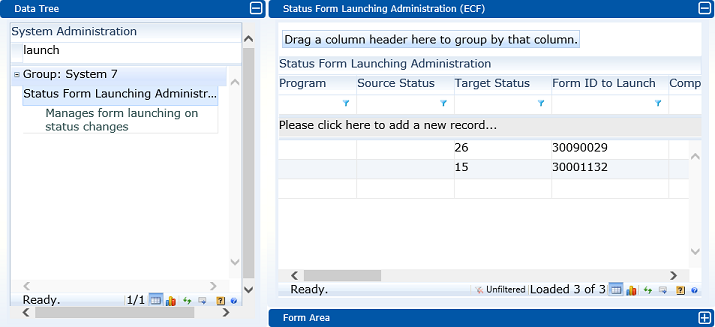 Data Tree
System Administration
launch
Group: System 7
Status Form Launching Administr...
Manages form launching on
status changes
Ready. 1/1
Status Form Launching Administration (ECF)
Drag a column header here to group by that column.
Status Form Launching Administration
Program Source Status Target Status Form ID to Launch Comp
Please click here to add a new record...
26 30090029
15 30001132
Ready. Unfiltered Loaded 3 of 3
Form Area